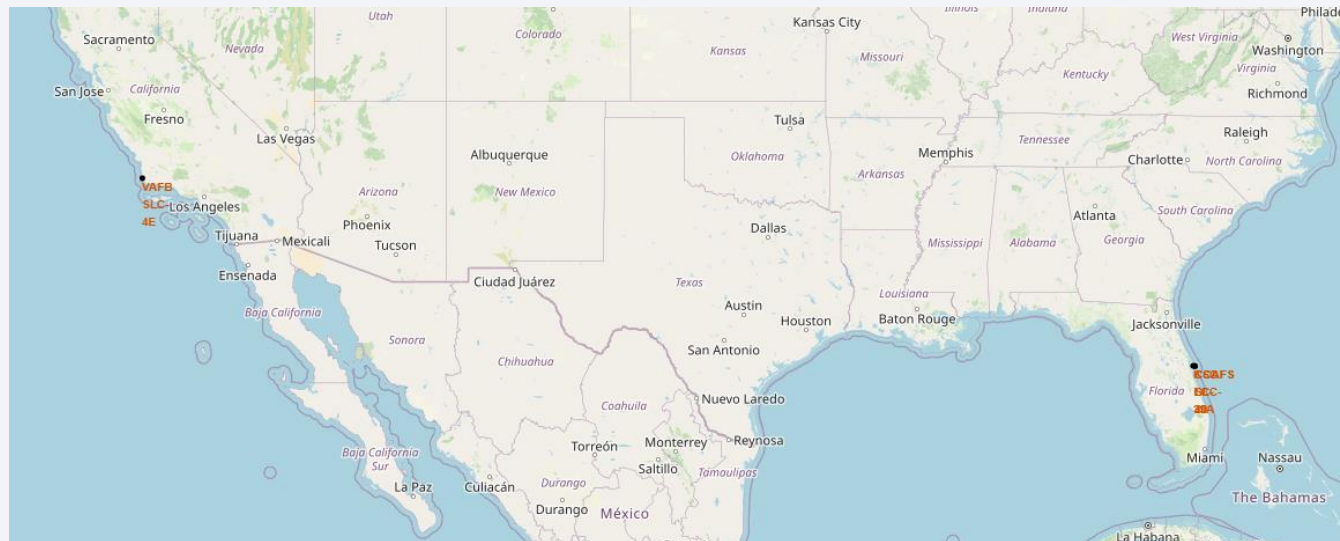 Utah
Colorado
Kansas City
Illinois
Indiana
Philade
Sacramento
Nevada
Kansas
Missouri
West Virginia
Washington
San Jose
California
Kentucky
Virginia
Richmond
Fresno
Las Vegas
Tulsa
Raleigh
Albuquerque
Oklahoma
Memphis
Tennessee
Charlotte
North Carolina
VAFB
SLC-
4E
Los Angeles
Arizona
New Mexico
Arkansas
Phoenix
Dallas
Atlanta
South Carolina
Tijuana
Mexicali
Tucson
Mississippi
Alabama
Georgia
Ensenada
Ciudad Juárez
Texas
Baja California
Austin
Louisiana
Houston
Baton Rouge
Jacksonville
Sonora
San Antonio
Chihuahua
Florida
Coahuila
Nuevo Laredo
Torreón
Monterrey
Reynosa
Baja California
Sur
Saltillo
Tamaulipas
Miami
Nassau
La Paz
Culiacán
Durango
Durango
México
The Bahamas
La Habana